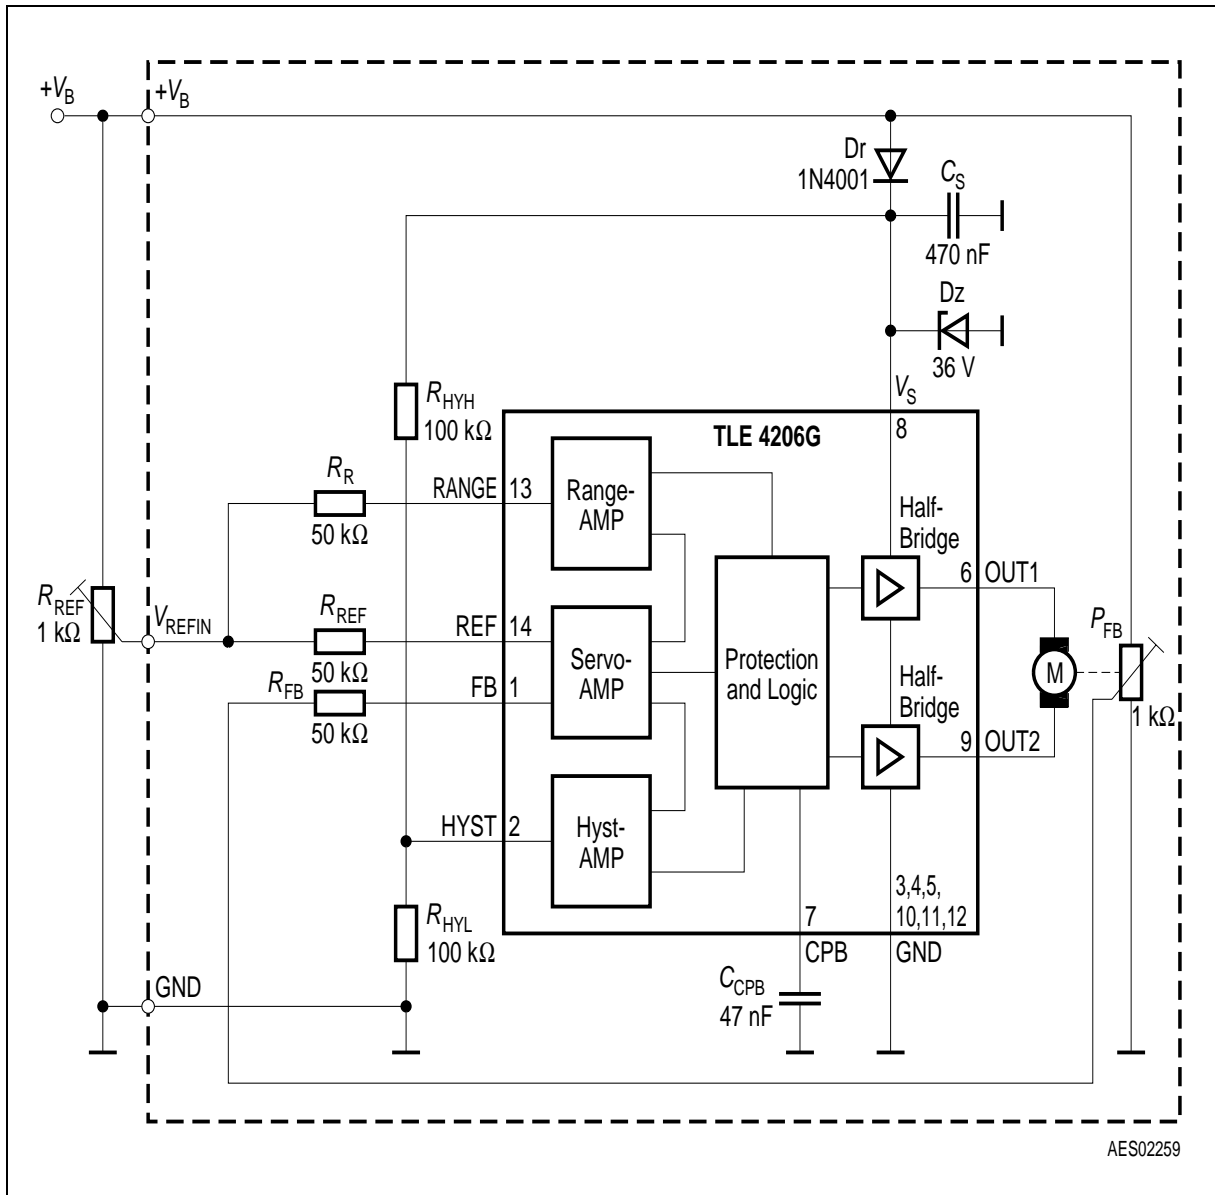 +VB
+VB
Dr
1N4001
CS
470 nF
Dz
36 V
VS
8
RHYH
100 kΩ
TLE 4206G
RR
50 kΩ
RANGE
13
Range-
AMP
Half-
Bridge
6
OUT1
RREF
1 kΩ
VREFIN
RREF
50 kΩ
REF
14
Servo-
AMP
Protection
and Logic
PFB
M
1 kΩ
RFB
50 kΩ
FB
1
Half-
Bridge
9
OUT2
HYST
2
Hyst-
AMP
3,4,5,
10,11,12
RHYL
100 kΩ
7
CPB
GND
GND
CCPB
47 nF
AES02259